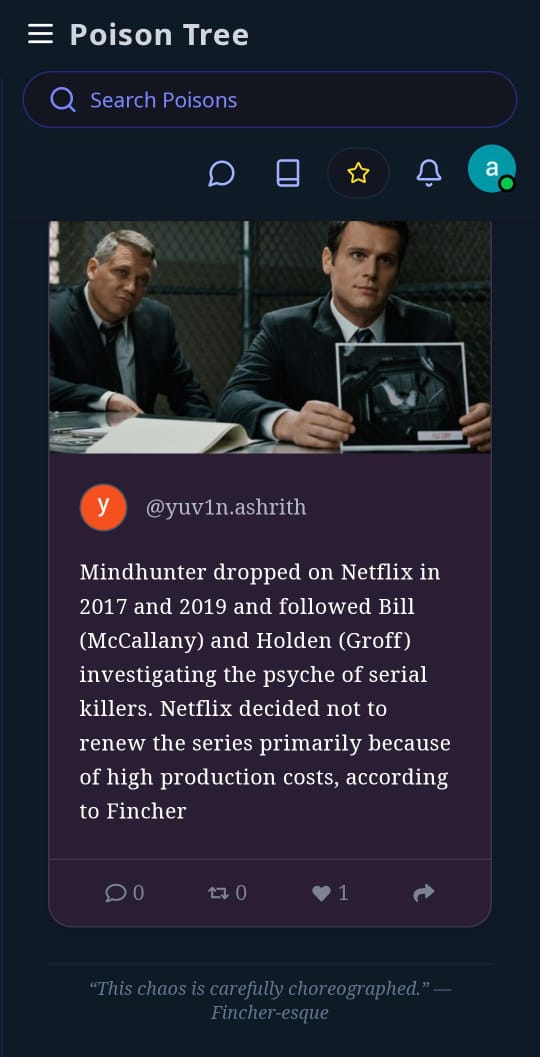 Poison Tree
Search Poisons
a
y
@yuv1n.ashrith
Mindhunter dropped on Netflix in
2017 and 2019 and followed Bill
(McCallany) and Holden (Groff)
investigating the psyche of serial
killers. Netflix decided not to
renew the series primarily because
of high production costs, according
to Fincher
0 0 1
“This chaos is carefully choreographed.” —
Fincher-esque